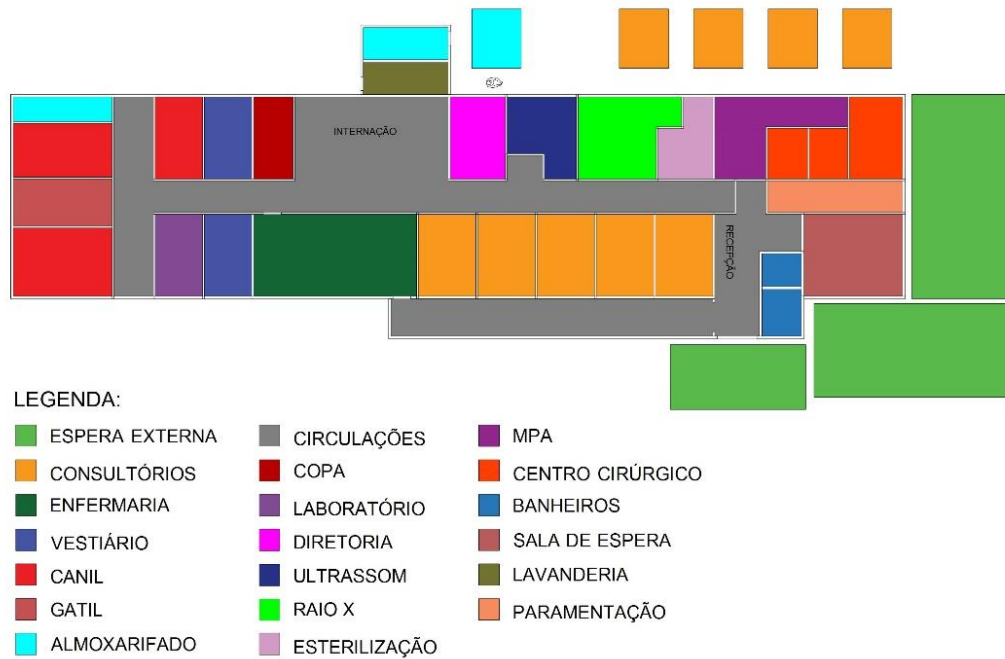 INTERNAÇÃO
RECEPÇÃO
LEGENDA:
ESPERA EXTERNA
CONSULTÓRIOS
ENFERMARIA
VESTIÁRIO
CANIL
GATIL
ALMOXARIFADO
CIRCULAÇÕES
COPA
LABORATÓRIO
DIRETORIA
ULTRASSOM
RAIO X
ESTERILIZAÇÃO
MPA
CENTRO CIRÚRGICO
BANHEIROS
SALA DE ESPERA
LAVANDERIA
PARAMENTAÇÃO